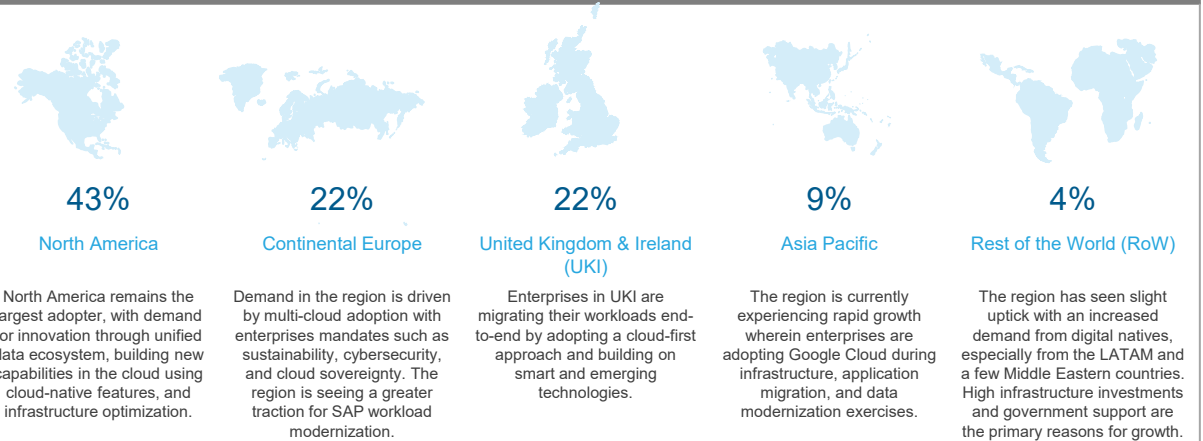 43%
North America
North America remains the
argest adopter, with demand
or innovation through unified
data ecosystem, building new
capabilities in the cloud using
cloud-native features, and
infrastructure optimization.
22%
Continental Europe
Demand in the region is driven
by multi-cloud adoption with
enterprises mandates such as
sustainability, cybersecurity,
and cloud sovereignty. The
region is seeing a greater
traction for SAP workload
modernization.
22%
United Kingdom & Ireland
(UKI)
Enterprises in UKI are
migrating their workloads end-
to-end by adopting a cloud-first
approach and building on
smart and emerging
technologies.
9%
Asia Pacific
The region is currently
experiencing rapid growth
wherein enterprises are
adopting Google Cloud during
infrastructure, application
migration, and data
modernization exercises.
4%
Rest of the World (RoW)
The region has seen slight
uptick with an increased
demand from digital natives,
especially from the LATAM and
a few Middle Eastern countries.
High infrastructure investments
and government support are
the primary reasons for growth.